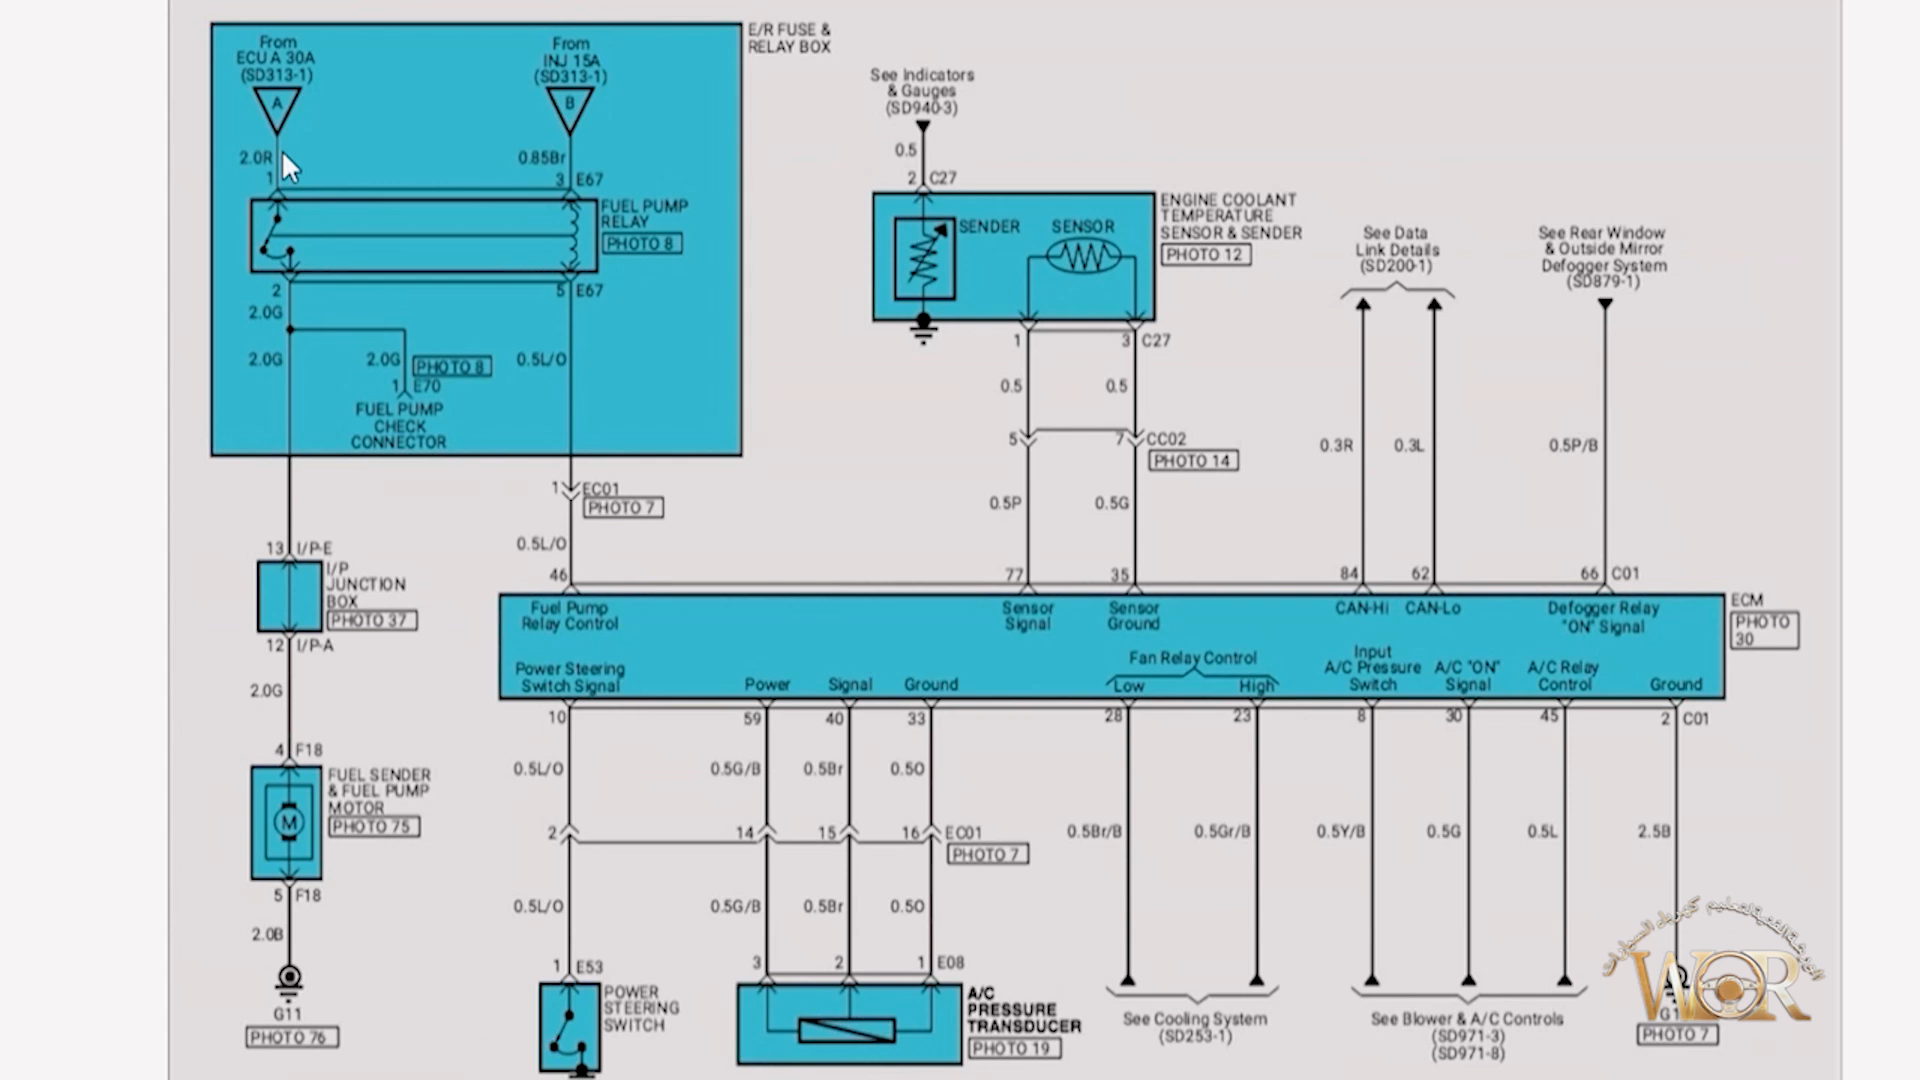 From
ECU A 30A
(SD313-1)
A
From
INJ 15A
(SD313-1)
B
E/R FUSE &
RELAY BOX
2.0R
1
0.85Br
3 E67
FUEL PUMP
RELAY
PHOTO 8
2
5 E67
2.0G
2.0G
2.0G
PHOTO 8
1 E70
FUEL PUMP
CHECK
CONNECTOR
0.5L/O
1 EC01
PHOTO 7
0.5L/O
46
See Indicators
& Gauges
(SD940-3)
0.5
2 C27
SENDER
SENSOR
ENGINE COOLANT
TEMPERATURE
SENSOR & SENDER
PHOTO 12
1
3 C27
0.5
0.5
5
7 CC02
PHOTO 14
0.5P
0.5G
77
35
See Data
Link Details
(SD200-1)
0.3R
0.3L
84
62
See Rear Window
& Outside Mirror
Defogger System
(SD879-1)
0.5P/B
66 C01
13 I/P-E
I/P
JUNCTION
BOX
PHOTO 37
12 I/P-A
2.0G
4 F18
FUEL SENDER
& FUEL PUMP
MOTOR
PHOTO 75
M
5 F18
2.0B
G11
PHOTO 76
Fuel Pump
Relay Control
Sensor
Signal
Sensor
Ground
CAN-Hi
CAN-Lo
Defogger Relay
"ON" Signal
ECM
PHOTO
30
Power Steering
Switch Signal
Power
Signal
Ground
Fan Relay Control
Low
High
Input
A/C Pressure
Switch
A/C "ON"
Signal
A/C Relay
Control
Ground
10
59
40
33
28
23
8
30
45
2 C01
0.5L/O
0.5G/B
0.5Br
0.5O
2
14
15
16 EC01
PHOTO 7
0.5Br/B
0.5Gr/B
0.5Y/B
0.5G
0.5L
2.5B
0.5L/O
0.5G/B
0.5Br
0.5O
1 E53
POWER
STEERING
SWITCH
3
2
1 E08
A/C
PRESSURE
TRANSDUCER
PHOTO 19
See Cooling System
(SD253-1)
See Blower & A/C Controls
(SD971-3)
(SD971-8)
PHOTO 7
WOR